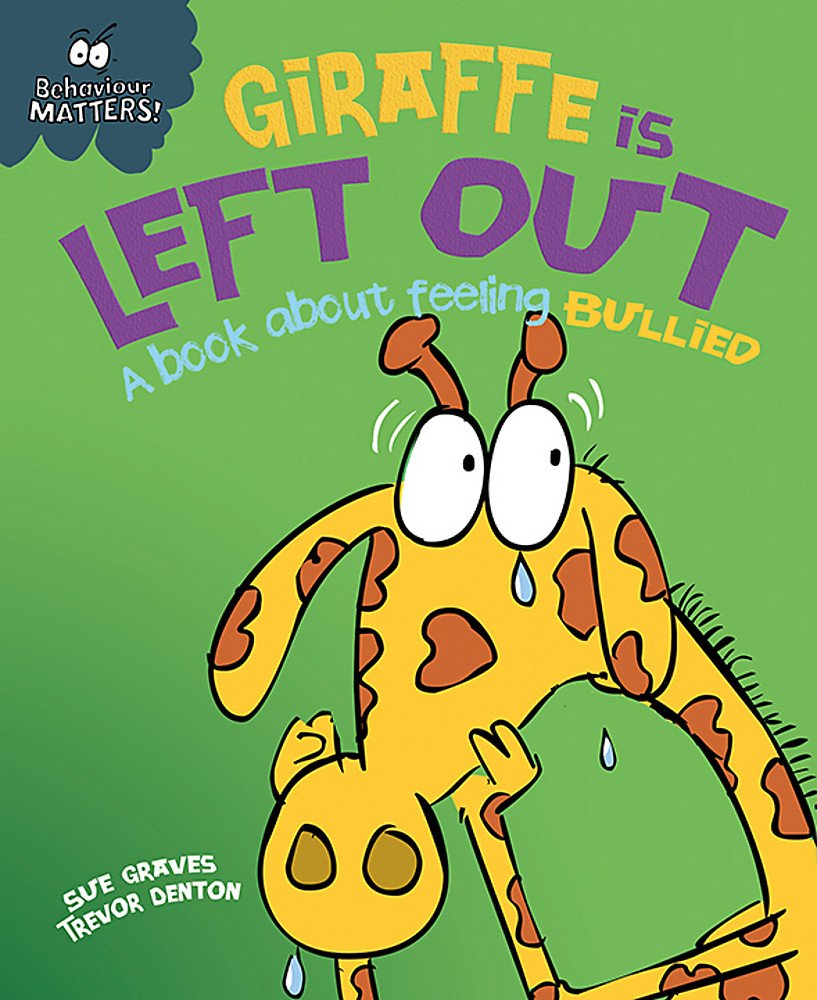 Behaviour
MATTERS!
GiRAFFE is
LEFT OUT
A book about feeling BULLiED
SUE GRAVES
TREVOR DENTON